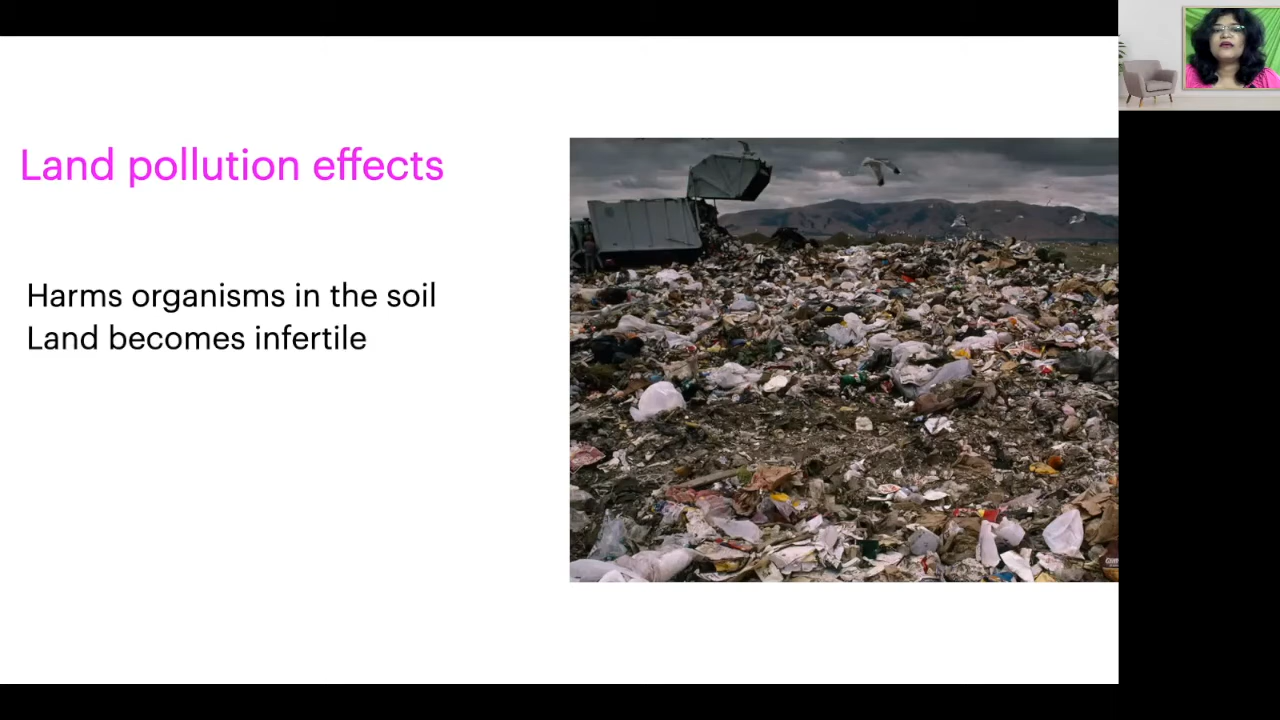 Land pollution effects
Harms organisms in the soil
Land becomes infertile